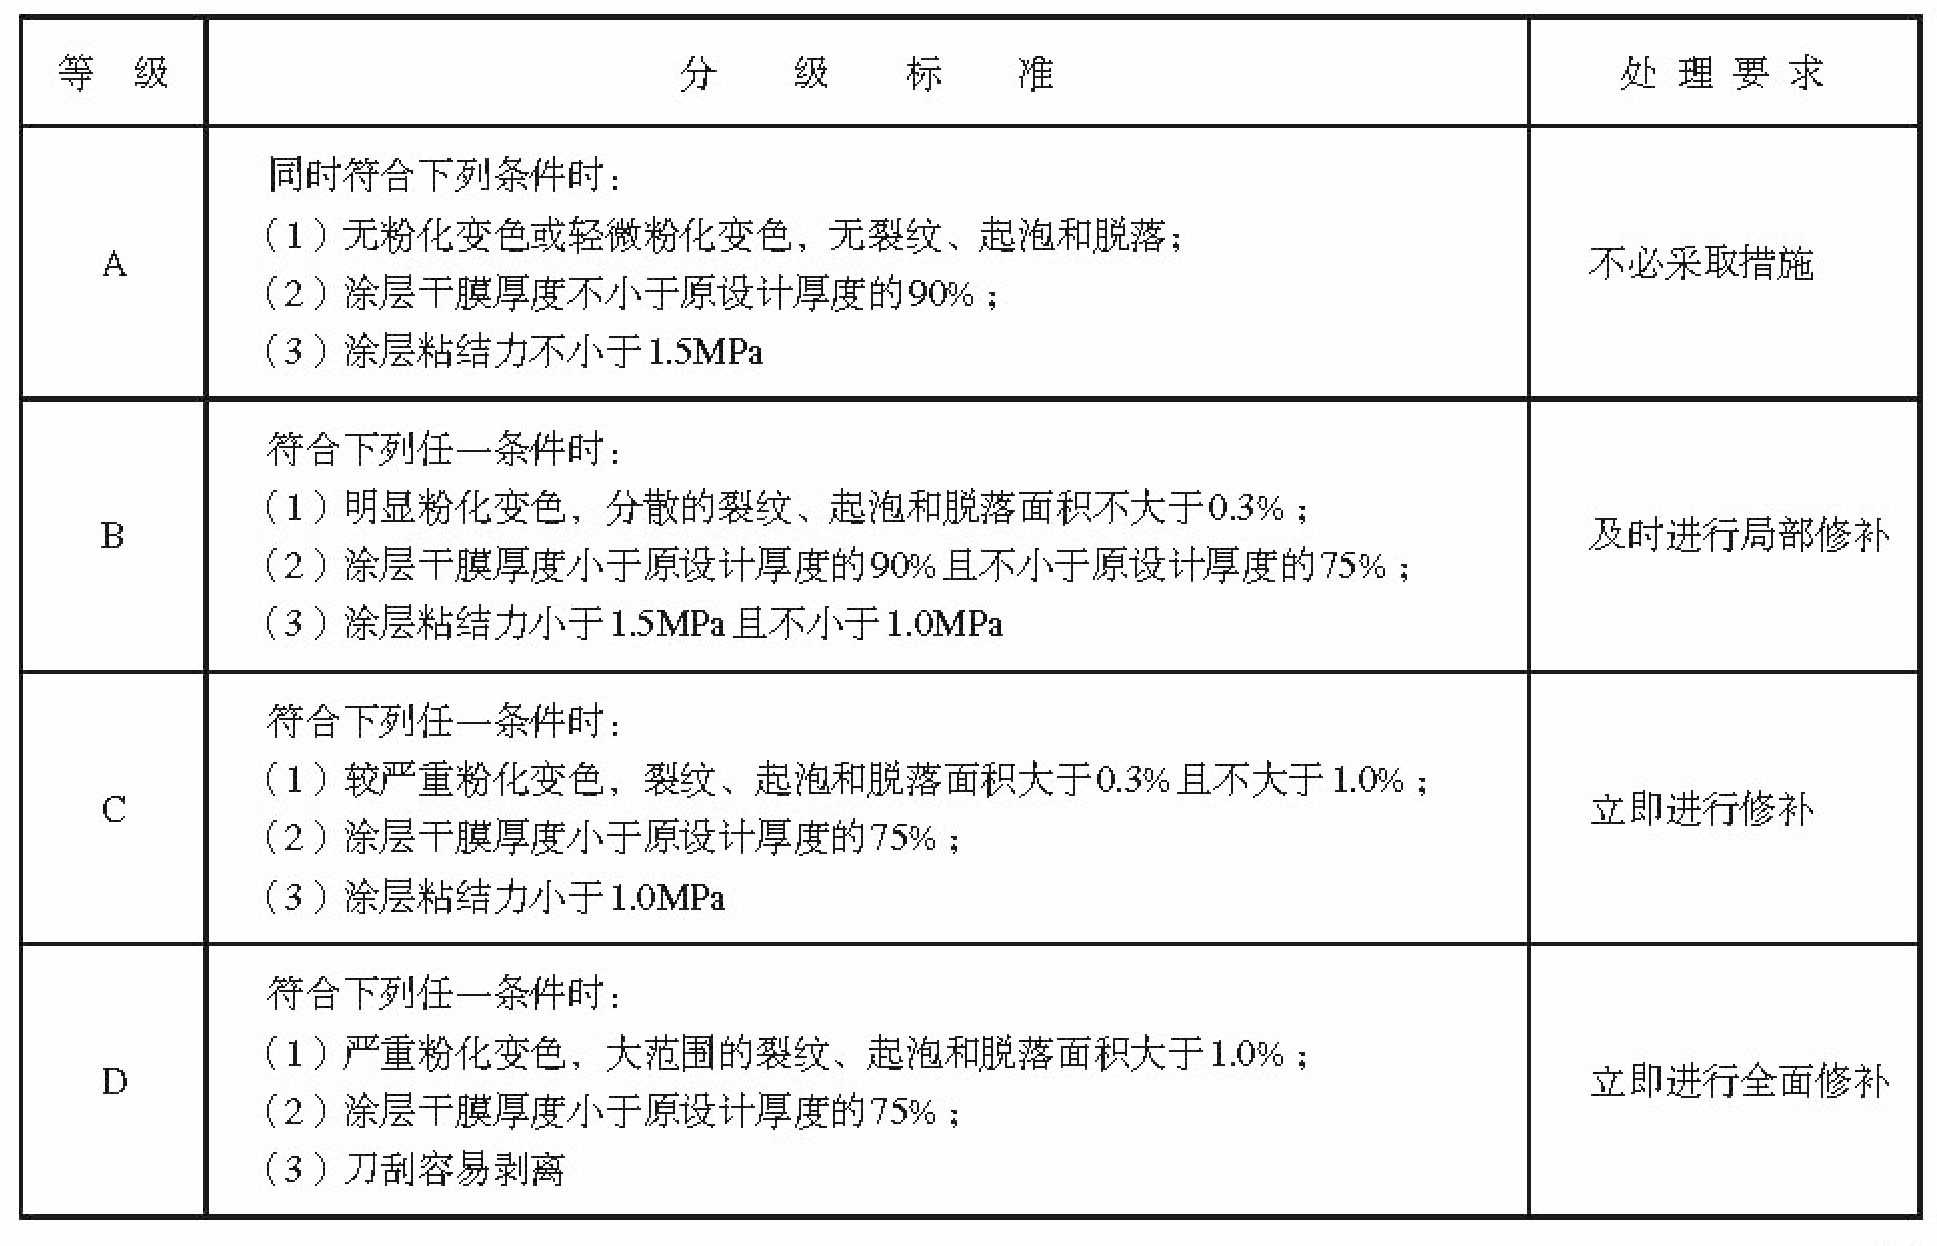 等 级 分 级 标 准 处 理 要 求
同时符合下列条件时：
（1）无粉化变色或轻微粉化变色，无裂纹、起泡和脱落；
A 不必采取措施
（2）涂层干膜厚度不小于原设计厚度的90%；
（3）涂层粘结力不小于1.5MPa
符合下列任一条件时：
（1）明显粉化变色，分散的裂纹、起泡和脱落面积不大于0.3%；
B 及时进行局部修补
（2）涂层干膜厚度小于原设计厚度的90%且不小于原设计厚度的75%；
（3）涂层粘结力小于1.5MPa且不小于1.0MPa
符合下列任一条件时：
（1）较严重粉化变色，裂纹、起泡和脱落面积大于0.3%且不大于1.0%；
C 立即进行修补
（2）涂层干膜厚度小于原设计厚度的75%；
（3）涂层粘结力小于1.0MPa
符合下列任一条件时：
（1）严重粉化变色，大范围的裂纹、起泡和脱落面积大于1.0%；
D 立即进行全面修补
（2）涂层干膜厚度小于原设计厚度的75%；
（3）刀刮容易剥离